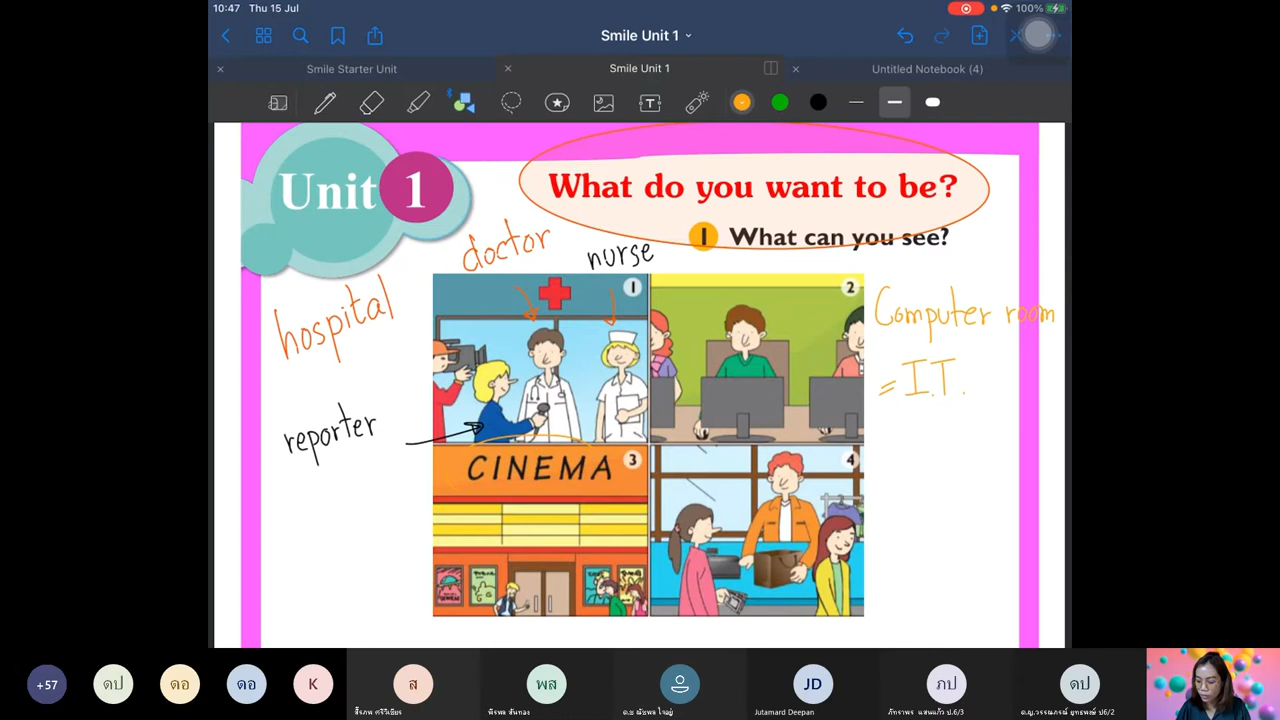 10:47 Thu 15 Jul
100%
Smile Unit 1
Smile Starter Unit
Smile Unit 1
Untitled Notebook (4)
T
Unit 1
What do you want to be?
1 What can you see?
doctor
nurse
hospital
reporter
Computer room
= I.T.
1
2
CINEMA 3
4
+57
ดป
ดอ
ดอ
K
ส
พส
JD
ภป
ดป
Jutamard Deepan